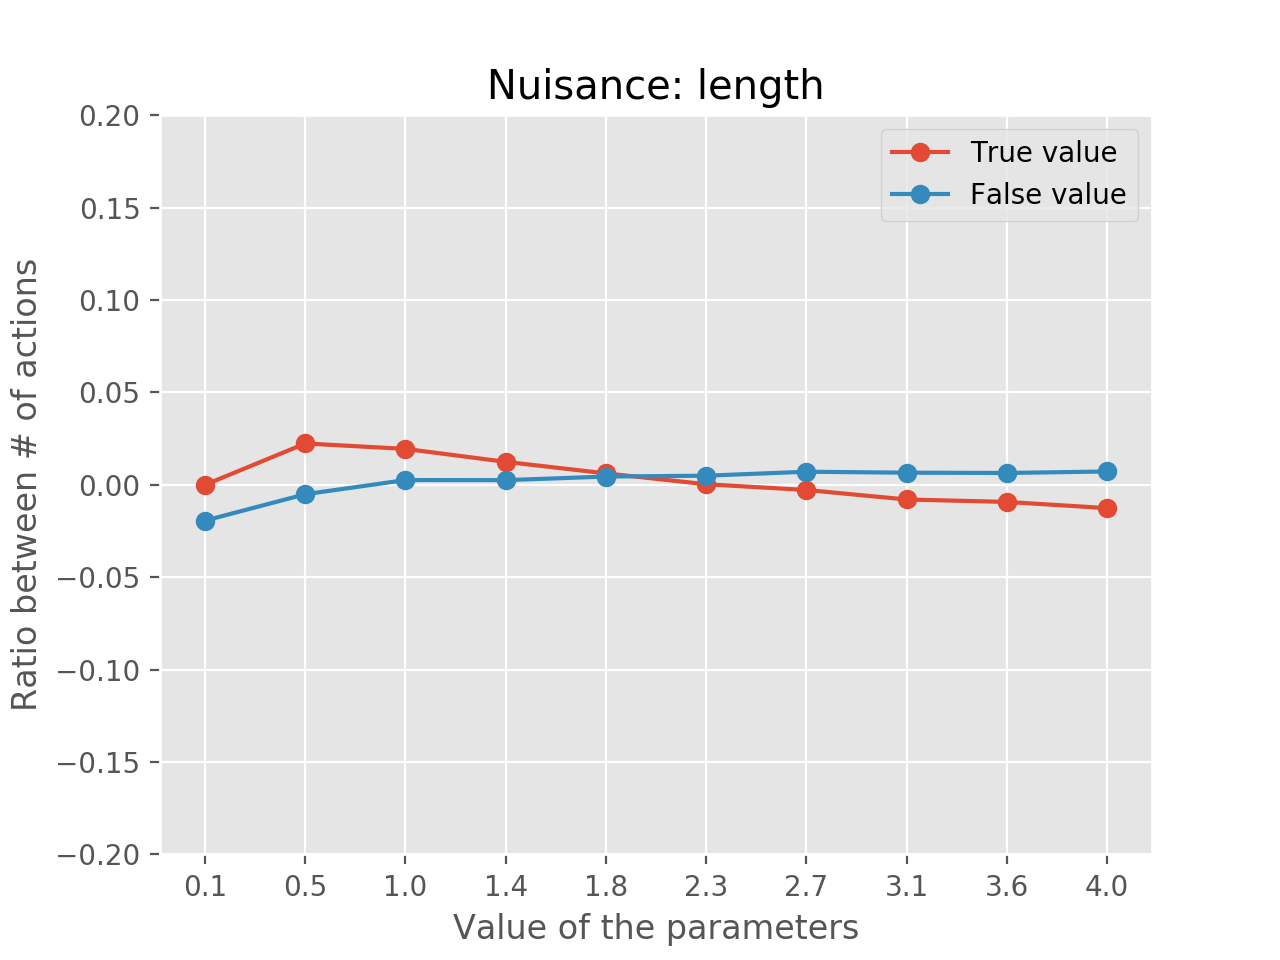 Nuisance: length
True value
False value
Ratio between # of actions
0.20
0.15
0.10
0.05
0.00
−0.05
−0.10
−0.15
−0.20
0.1 0.5 1.0 1.4 1.8 2.3 2.7 3.1 3.6 4.0
Value of the parameters